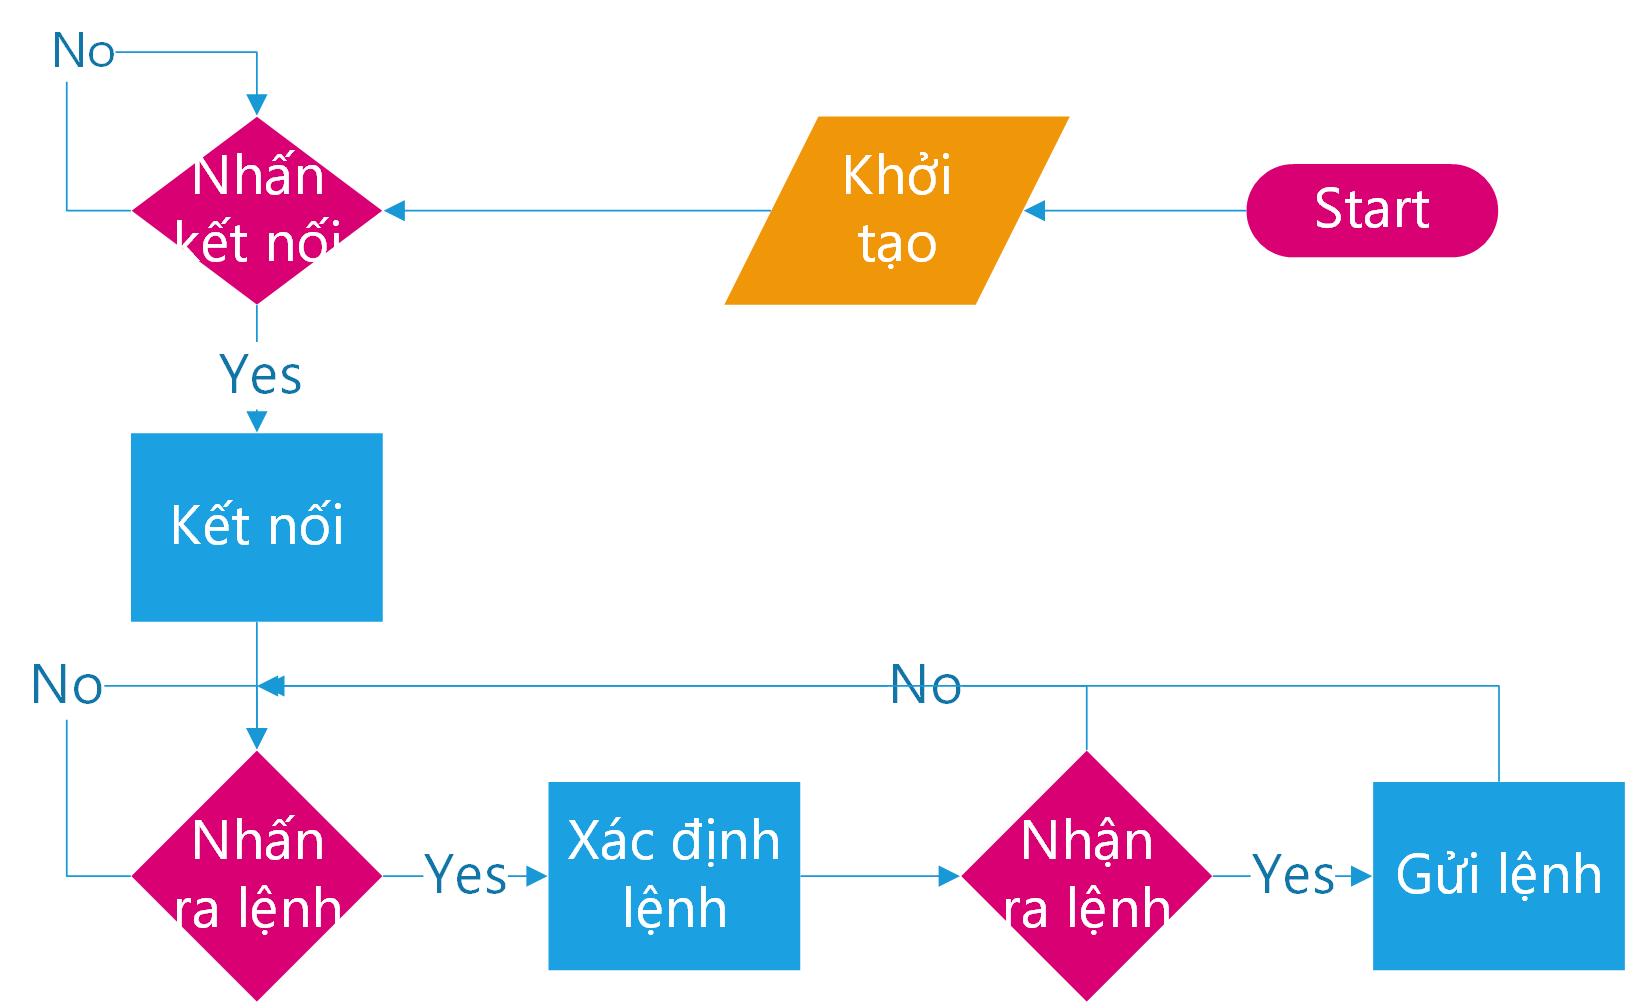 No
Nhấn
kết nối
Khởi
tạo
Start
Yes
Kết nối
No
No
Nhấn
ra lệnh
Yes
Xác định
lệnh
Nhận
ra lệnh
Yes
Gửi lệnh